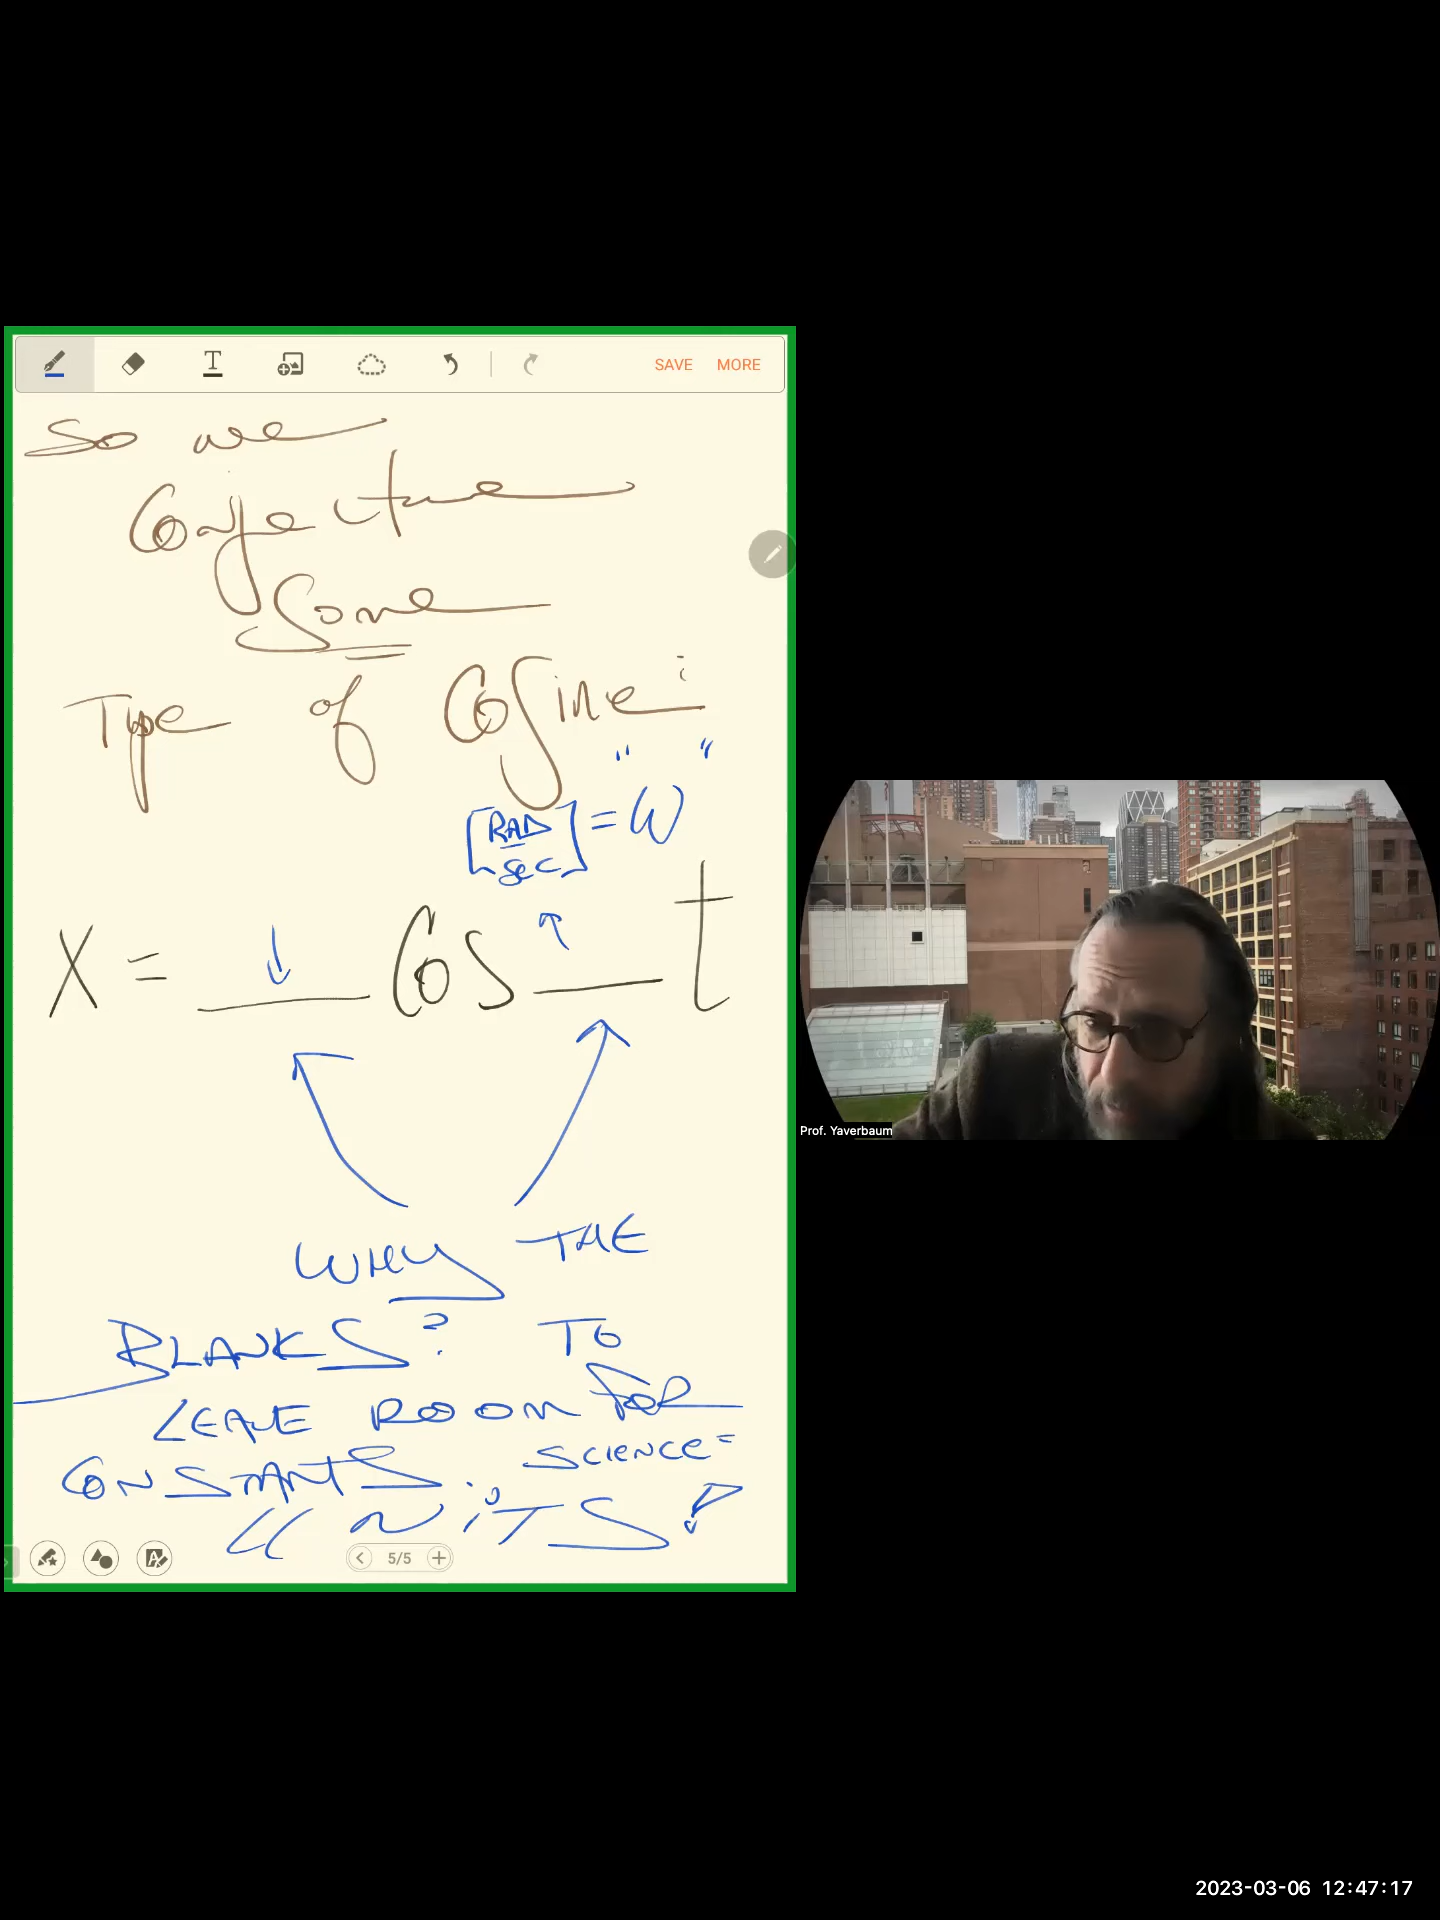 SAVE MORE
So we
Conjecture
Some
Type of Cosine:
" "
[RAD/sec] = ω
X = ___ Cos ___ t
WHY THE
BLANKS? TO
LEAVE ROOM FOR
CONSTANTS. SCIENCE =
UNITS!
5/5
Prof. Yaverbaum
2023-03-06 12:47:17